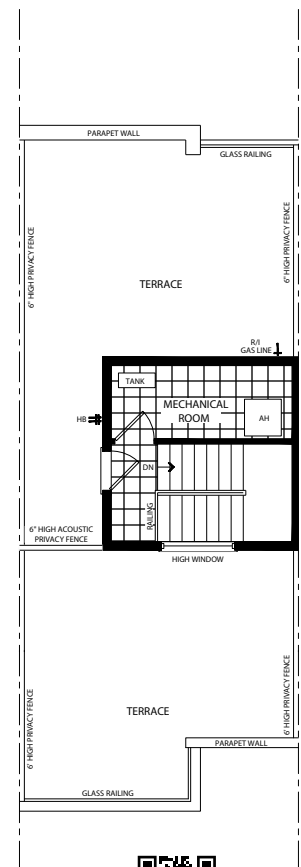 PARAPET WALL
GLASS RAILING
6" HIGH PRIVACY FENCE
6" HIGH PRIVACY FENCE
TERRACE
R/I
GAS LINE
TANK
MECHANICAL
ROOM
AH
HB
DN
RAILING
6" HIGH ACOUSTIC
PRIVACY FENCE
HIGH WINDOW
6' HIGH PRIVACY FENCE
6' HIGH PRIVACY FENCE
TERRACE
PARAPET WALL
GLASS RAILING